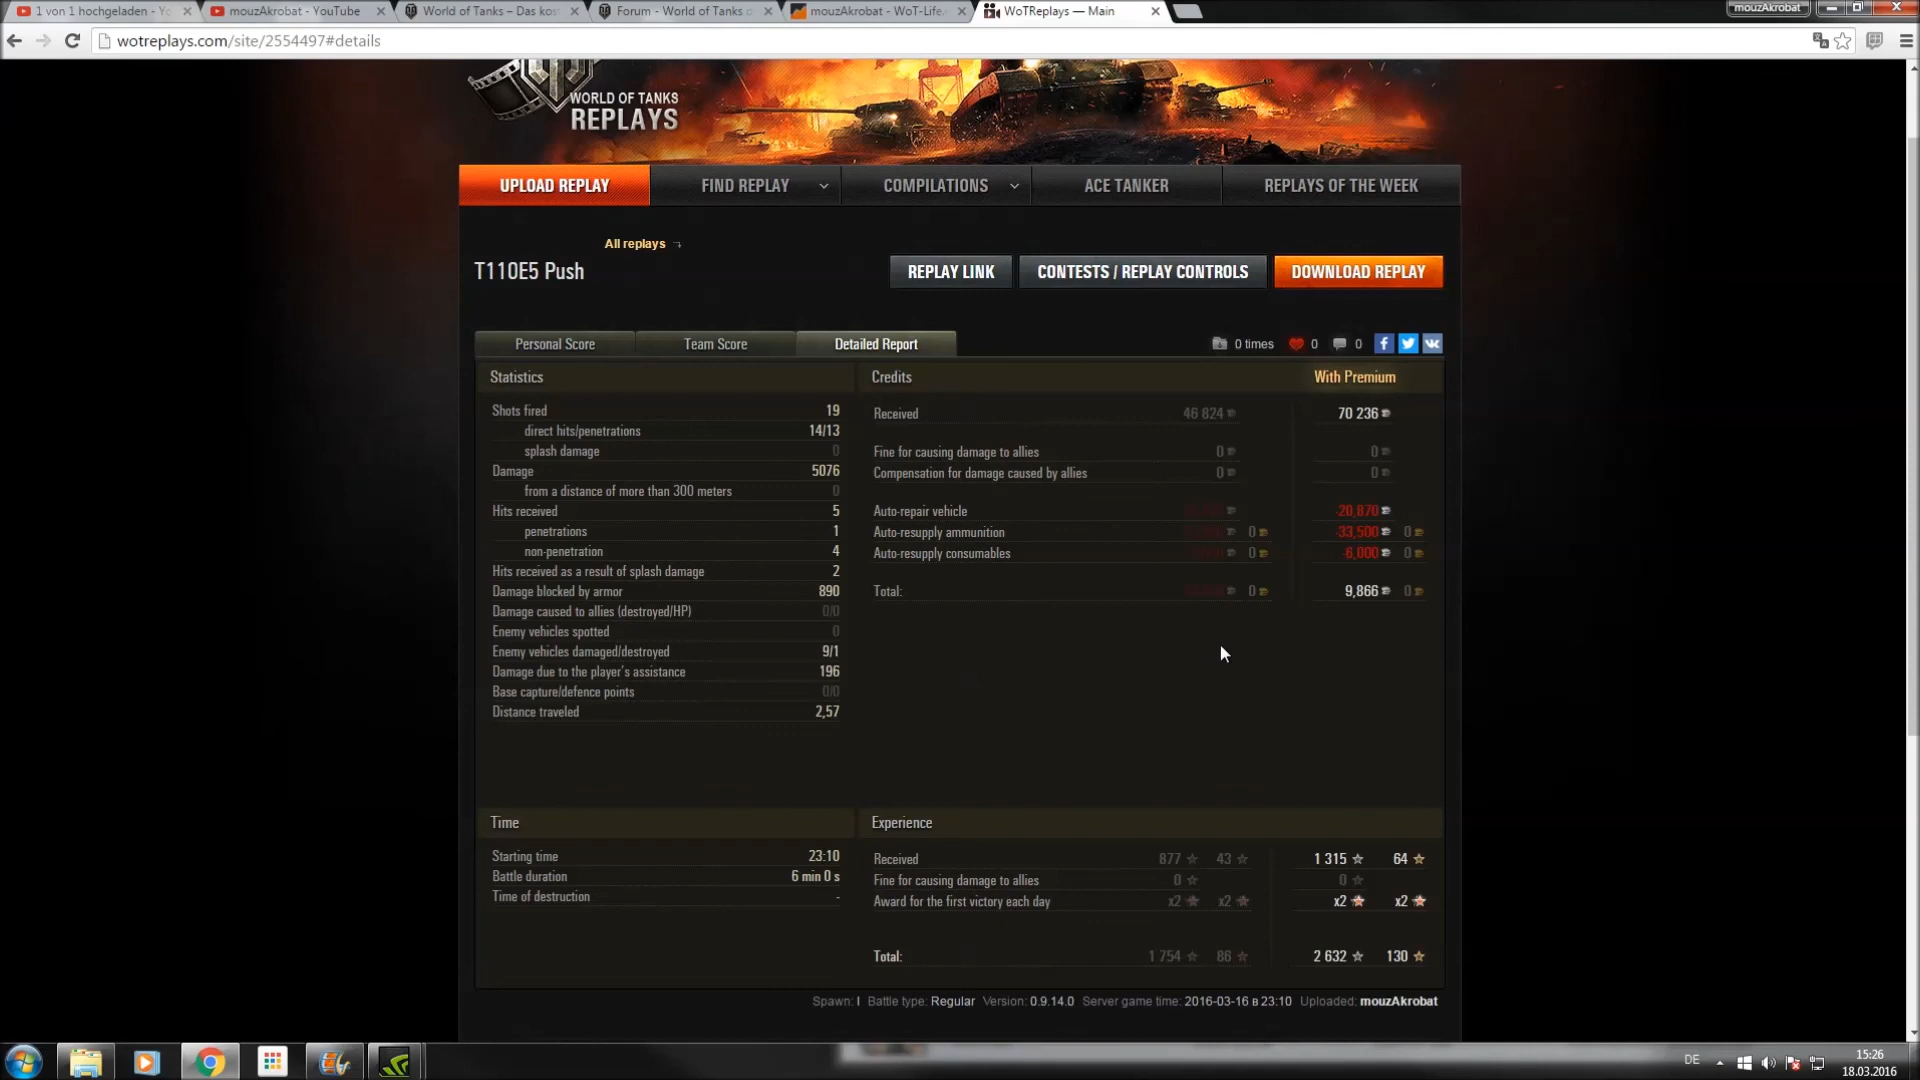 1 von 1 hochgeladen - Yo
mouzAkrobat - YouTube
World of Tanks – Das kos
Forum - World of Tanks d
mouzAkrobat - WoT-Life.
WoTReplays — Main
mouzAkrobat
wotreplays.com/site/2554497#details
WORLD OF TANKS
REPLAYS
UPLOAD REPLAY
FIND REPLAY
COMPILATIONS
ACE TANKER
REPLAYS OF THE WEEK
All replays
T110E5 Push
REPLAY LINK
CONTESTS / REPLAY CONTROLS
DOWNLOAD REPLAY
Personal Score
Team Score
Detailed Report
0 times
0
0
Statistics
Shots fired 19
direct hits/penetrations 14/13
splash damage 0
Damage 5076
from a distance of more than 300 meters 0
Hits received 5
penetrations 1
non-penetration 4
Hits received as a result of splash damage 2
Damage blocked by armor 890
Damage caused to allies (destroyed/HP) 0/0
Enemy vehicles spotted 0
Enemy vehicles damaged/destroyed 9/1
Damage due to the player's assistance 196
Base capture/defence points 0/0
Distance traveled 2,57
Credits With Premium
Received 46 824 70 236
Fine for causing damage to allies 0 0
Compensation for damage caused by allies 0 0
Auto-repair vehicle -20,870
Auto-resupply ammunition 0 -33,500 0
Auto-resupply consumables 0 -6,000 0
Total: 0 9,866 0
Time
Starting time 23:10
Battle duration 6 min 0 s
Time of destruction -
Experience
Received 877 43 1 315 64
Fine for causing damage to allies 0 0
Award for the first victory each day x2 x2 x2 x2
Total: 1 754 86 2 632 130
Spawn: I Battle type: Regular Version: 0.9.14.0 Server game time: 2016-03-16 в 23:10 Uploaded: mouzAkrobat
DE
15:26
18.03.2016